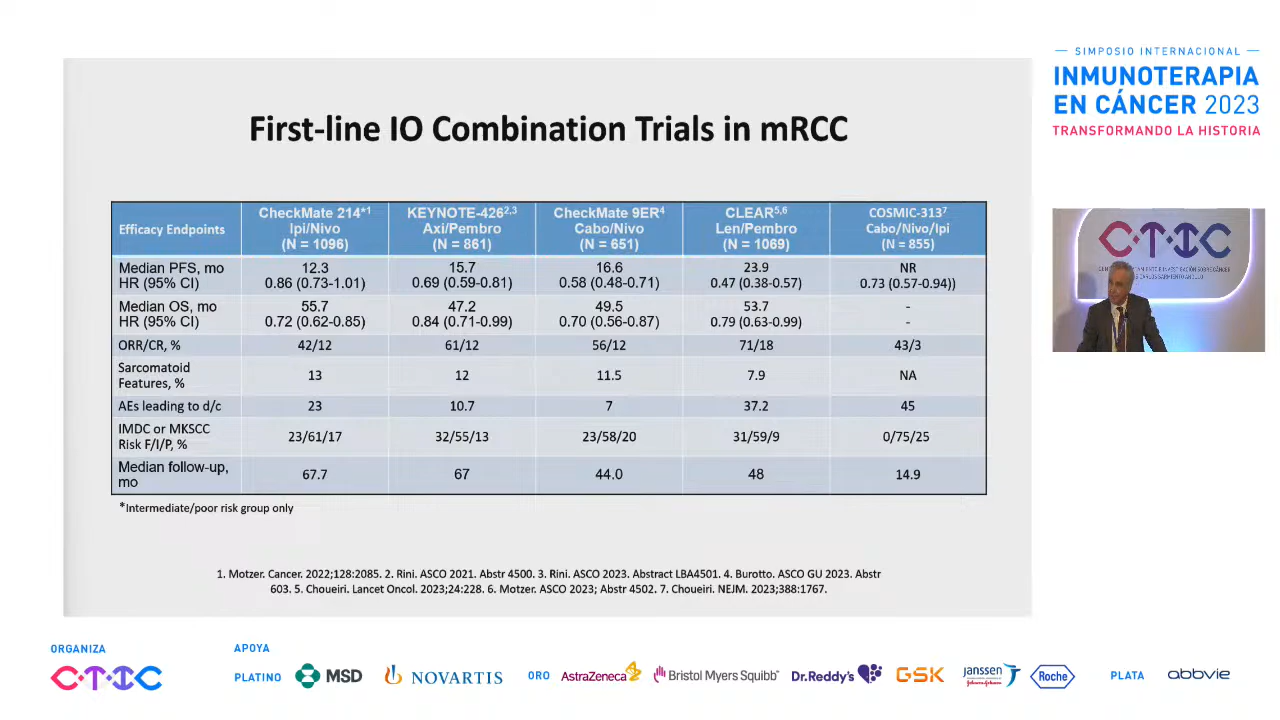 SIMPOSIO INTERNACIONAL
INMUNOTERAPIA
EN CÁNCER 2023
TRANSFORMANDO LA HISTORIA
First-line IO Combination Trials in mRCC
Efficacy Endpoints
CheckMate 214*1
Ipi/Nivo
(N = 1096)
KEYNOTE-4262,3
Axi/Pembro
(N = 861)
CheckMate 9ER4
Cabo/Nivo
(N = 651)
CLEAR5,6
Len/Pembro
(N = 1069)
COSMIC-3137
Cabo/Nivo/Ipi
(N = 855)
Median PFS, mo
HR (95% CI)
12.3
0.86 (0.73-1.01)
15.7
0.69 (0.59-0.81)
16.6
0.58 (0.48-0.71)
23.9
0.47 (0.38-0.57)
NR
0.73 (0.57-0.94))
Median OS, mo
HR (95% CI)
55.7
0.72 (0.62-0.85)
47.2
0.84 (0.71-0.99)
49.5
0.70 (0.56-0.87)
53.7
0.79 (0.63-0.99)
-
-
ORR/CR, %
42/12
61/12
56/12
71/18
43/3
Sarcomatoid
Features, %
13
12
11.5
7.9
NA
AEs leading to d/c
23
10.7
7
37.2
45
IMDC or MKSCC
Risk F/I/P, %
23/61/17
32/55/13
23/58/20
31/59/9
0/75/25
Median follow-up,
mo
67.7
67
44.0
48
14.9
*Intermediate/poor risk group only
1. Motzer. Cancer. 2022;128:2085. 2. Rini. ASCO 2021. Abstr 4500. 3. Rini. ASCO 2023. Abstract LBA4501. 4. Burotto. ASCO GU 2023. Abstr
603. 5. Choueiri. Lancet Oncol. 2023;24:228. 6. Motzer. ASCO 2023; Abstr 4502. 7. Choueiri. NEJM. 2023;388:1767.
CTIC
ORGANIZA
CTIC
APOYA
PLATINO
MSD
NOVARTIS
ORO
AstraZeneca
Bristol Myers Squibb
Dr.Reddy's
GSK
Janssen
Johnson&Johnson
Roche
PLATA
abbvie